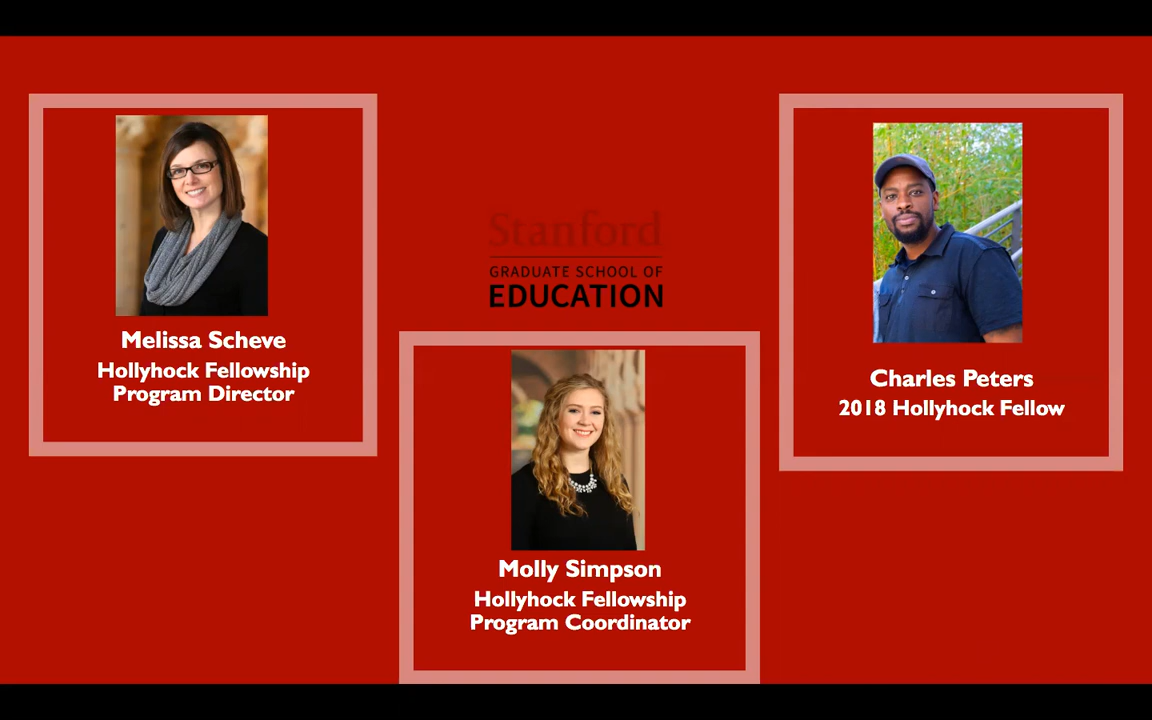 Stanford
GRADUATE SCHOOL OF
EDUCATION
Melissa Scheve
Hollyhock Fellowship
Program Director
Molly Simpson
Hollyhock Fellowship
Program Coordinator
Charles Peters
2018 Hollyhock Fellow